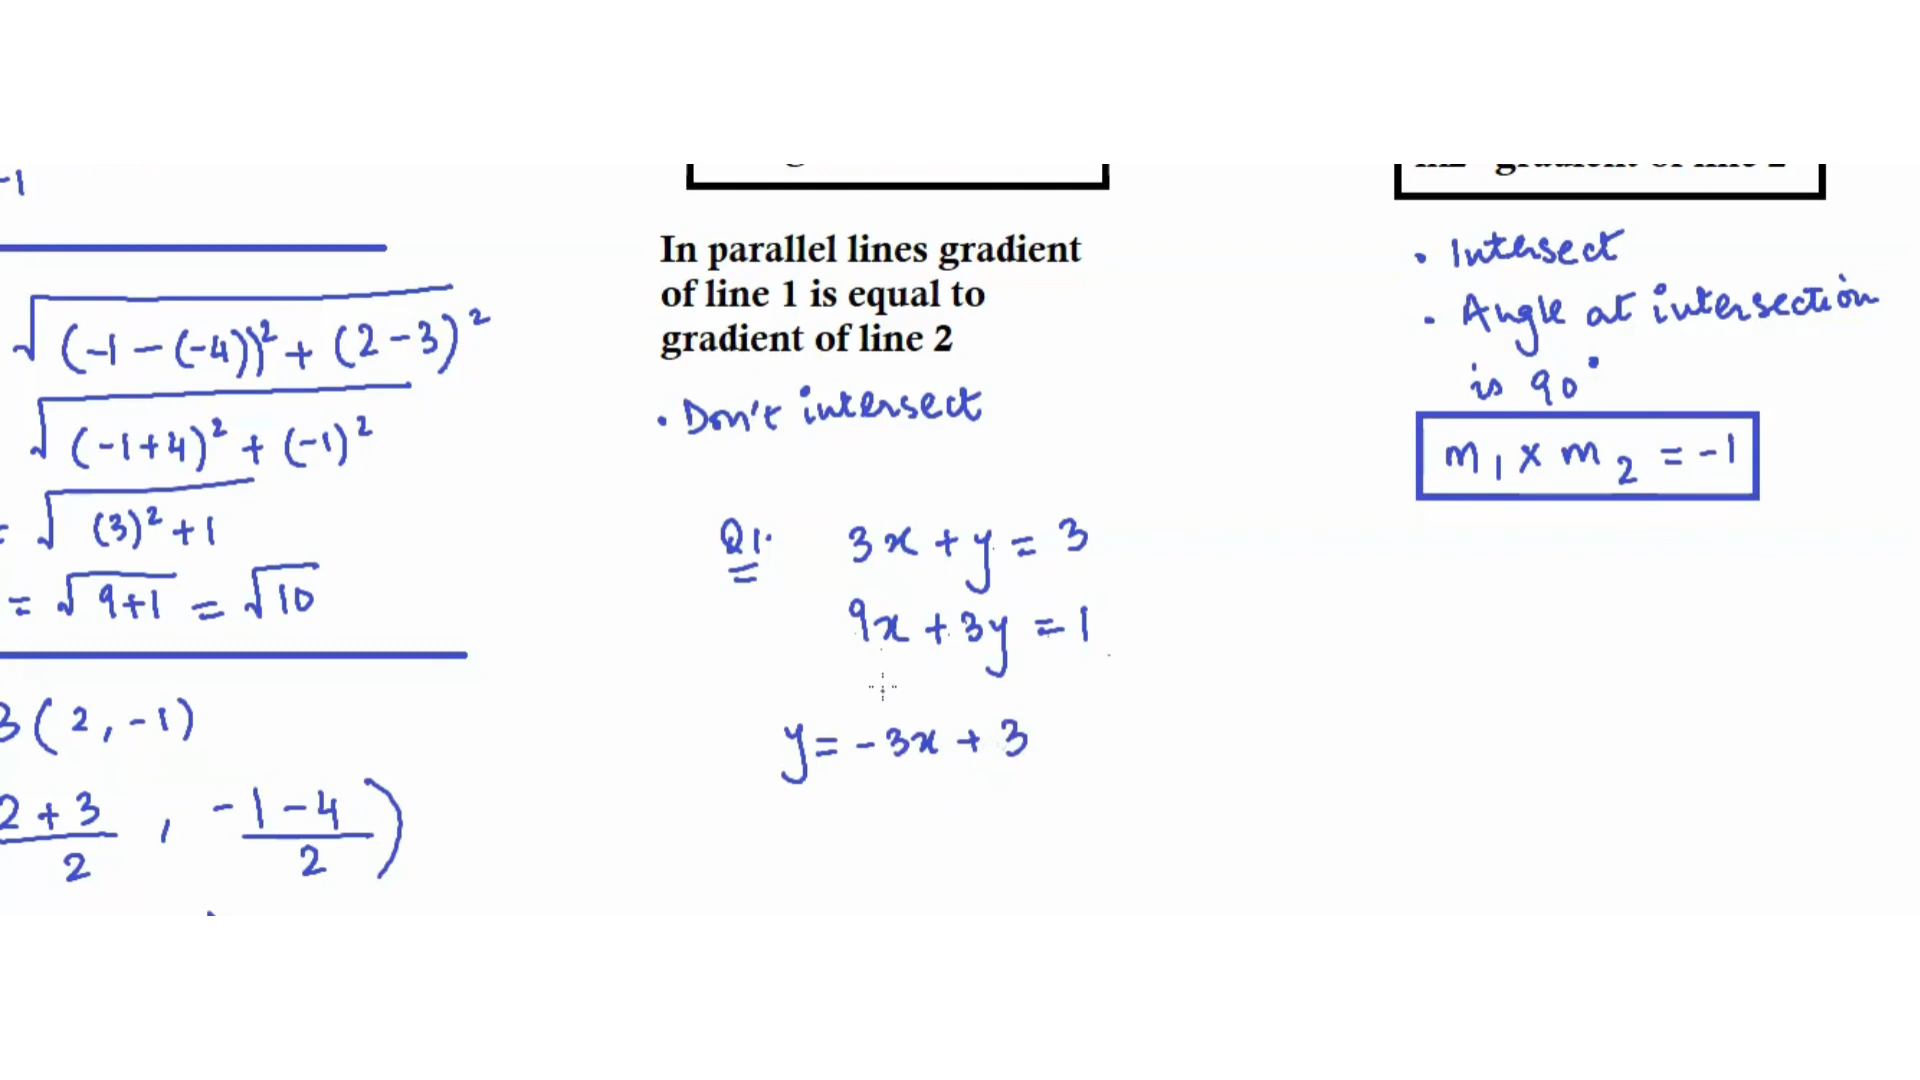 -1
√(-1-(-4))² + (2-3)²
√(-1+4)² + (-1)²
= √(3)² + 1
= √9+1 = √10
3(2, -1)
2+3/2 , -1-4/2)
In parallel lines gradient
of line 1 is equal to
gradient of line 2
• Don't intersect
Q1. 3x + y = 3
9x + 3y = 1
y = -3x + 3
• Intersect
• Angle at intersection
is 90°
m₁ × m₂ = -1